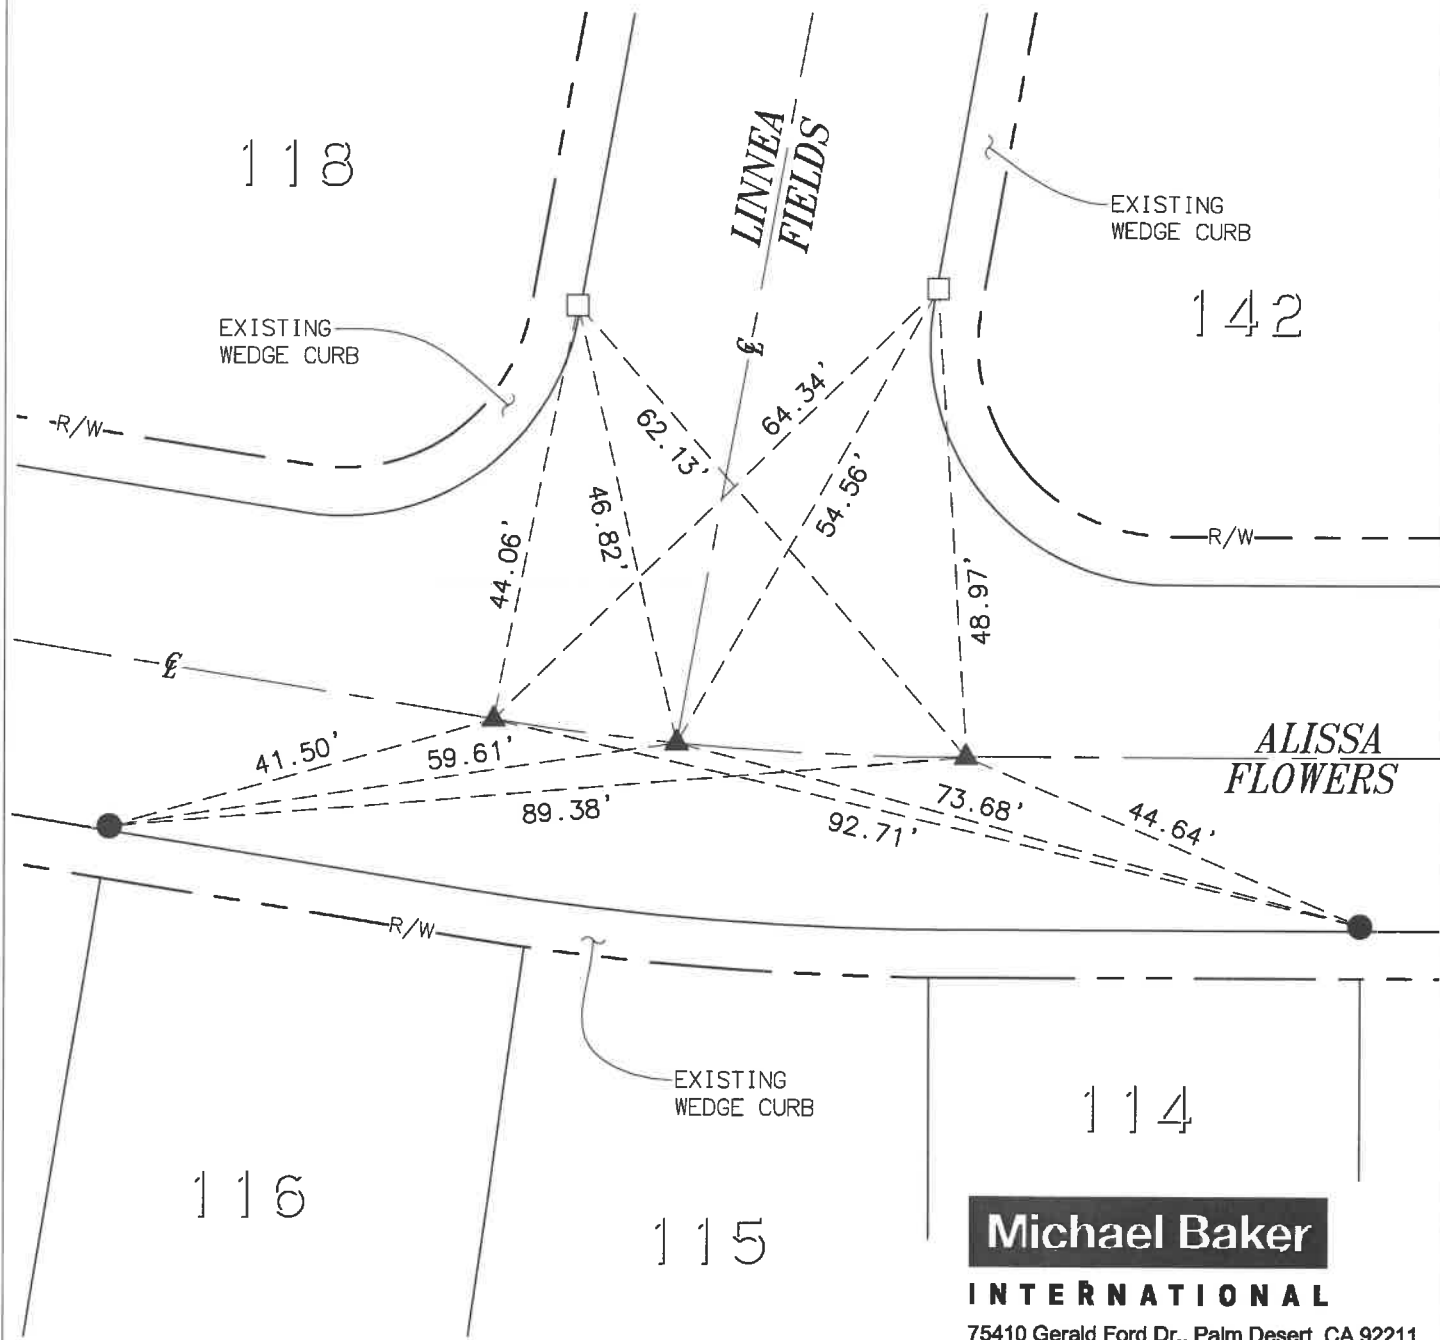 118
LINNEA
FIELDS
EXISTING
WEDGE CURB
142
EXISTING
WEDGE CURB
℄
R/W
62.13'
64.34'
46.82'
54.56'
R/W
44.06'
48.97'
℄
41.50'
59.61'
89.38'
73.68'
92.71'
44.64'
ALISSA
FLOWERS
R/W
EXISTING
WEDGE CURB
116
115
114
Michael Baker
INTERNATIONAL
75410 Gerald Ford Dr., Palm Desert, CA 92211